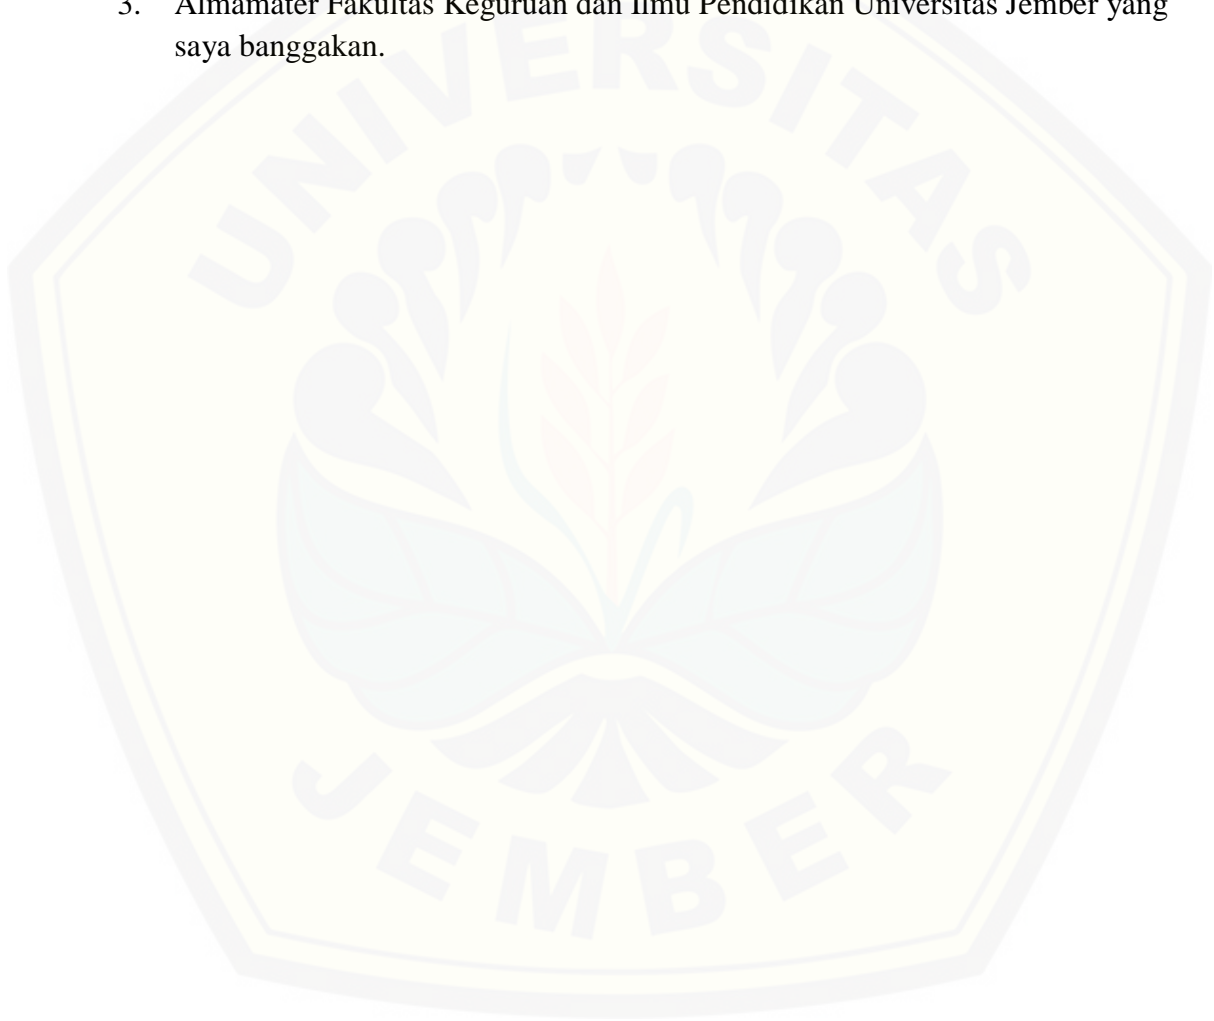 3. Almamater Fakultas Keguruan dan Ilmu Pendidikan Universitas Jember yang
saya banggakan.
UNIVERSITAS
JEMBER